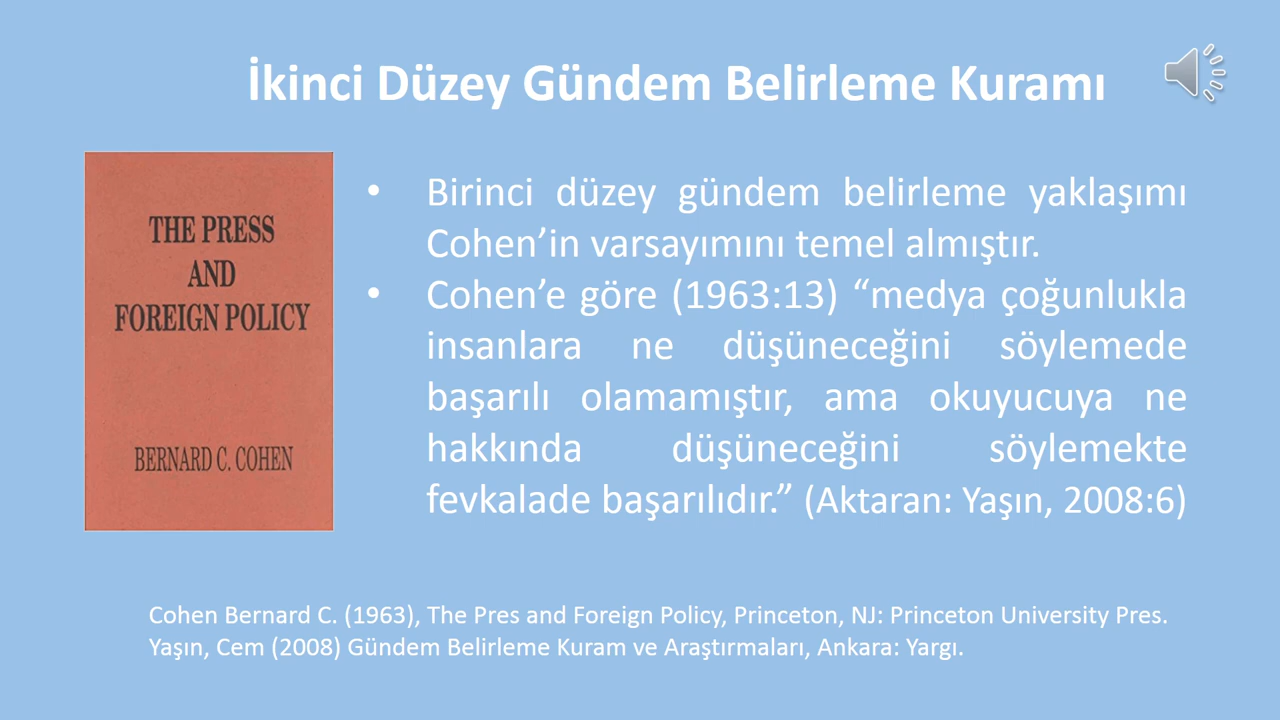 İkinci Düzey Gündem Belirleme Kuramı
THE PRESS
AND
FOREIGN POLICY
BERNARD C. COHEN
• Birinci düzey gündem belirleme yaklaşımı
Cohen’in varsayımını temel almıştır.
• Cohen’e göre (1963:13) “medya çoğunlukla
insanlara ne düşüneceğini söylemede
başarılı olamamıştır, ama okuyucuya ne
hakkında düşüneceğini söylemekte
fevkalade başarılıdır.” (Aktaran: Yaşın, 2008:6)
Cohen Bernard C. (1963), The Pres and Foreign Policy, Princeton, NJ: Princeton University Pres.
Yaşın, Cem (2008) Gündem Belirleme Kuram ve Araştırmaları, Ankara: Yargı.